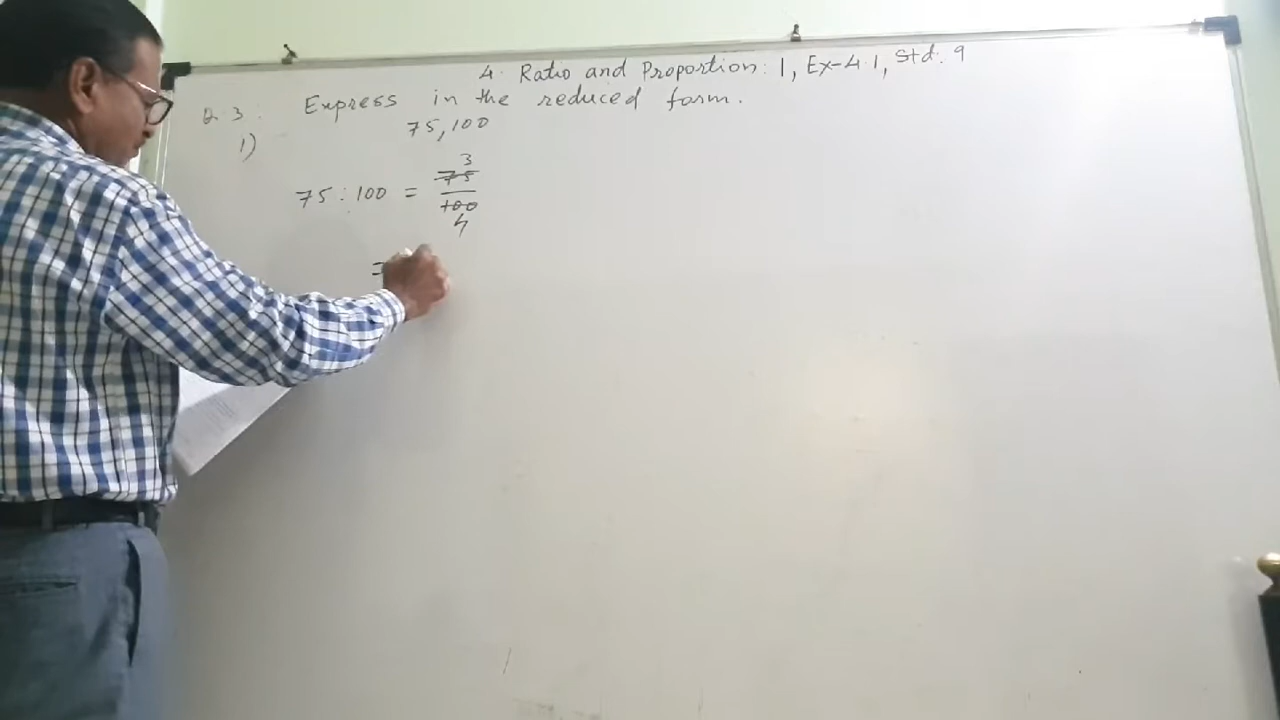 4. Ratio and Proportion: 1, Ex-4.1, Std: 9
Q. 3. Express in the reduced form.
1) 75,100
3
75 : 100 = 75/100
4
=